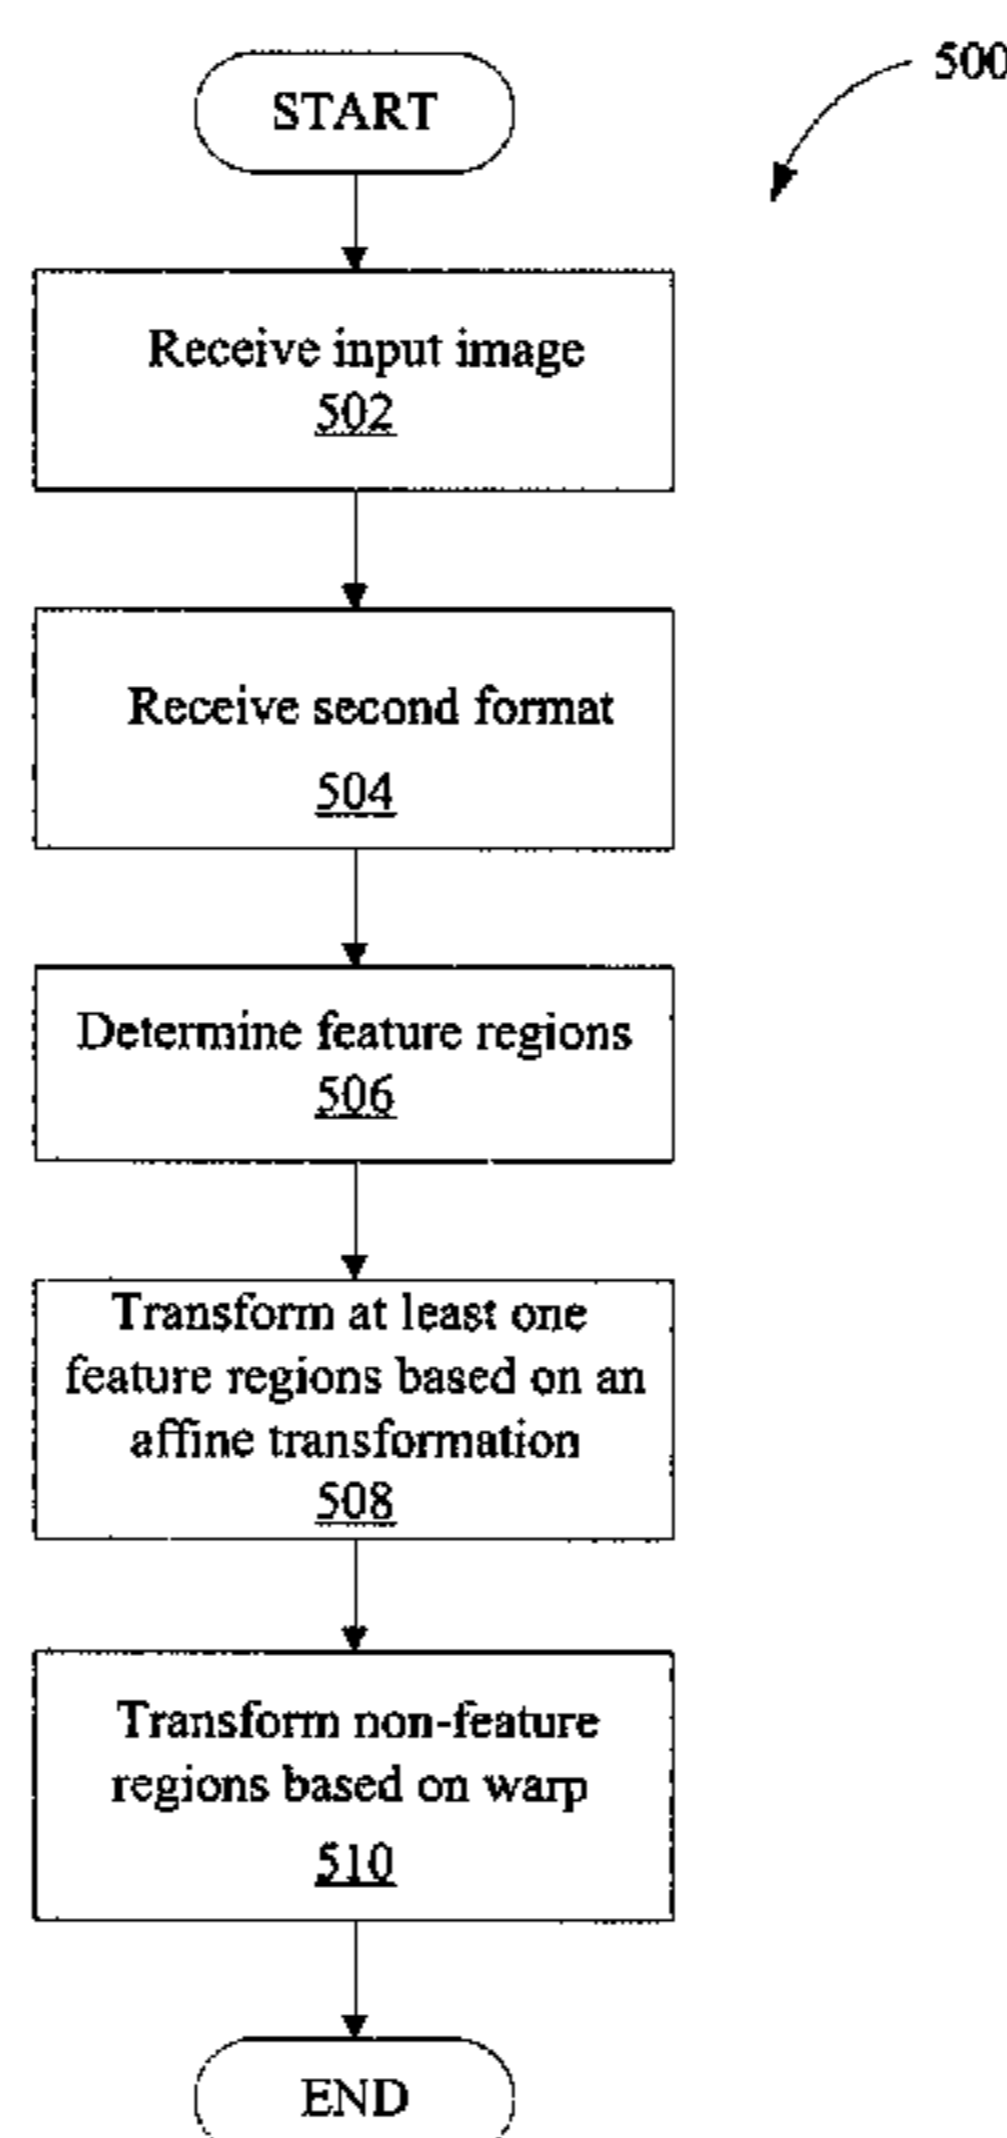 START
500
Receive input image
502
Receive second format
504
Determine feature regions
506
Transform at least one
feature regions based on an
affine transformation
508
Transform non-feature
regions based on warp
510
END